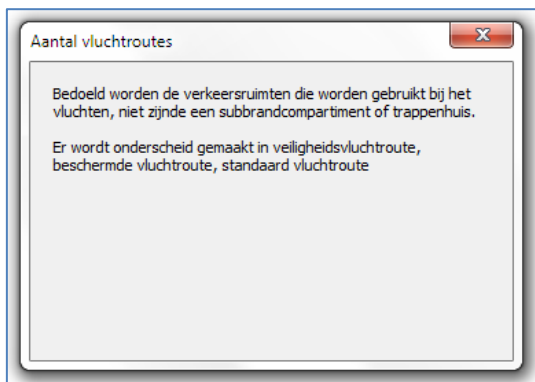 Aantal vluchtroutes
Bedoeld worden de verkeersruimten die worden gebruikt bij het
vluchten, niet zijnde een subbrandcompartiment of trappenhuis.
Er wordt onderscheid gemaakt in veiligheidsvluchtroute,
beschermde vluchtroute, standaard vluchtroute